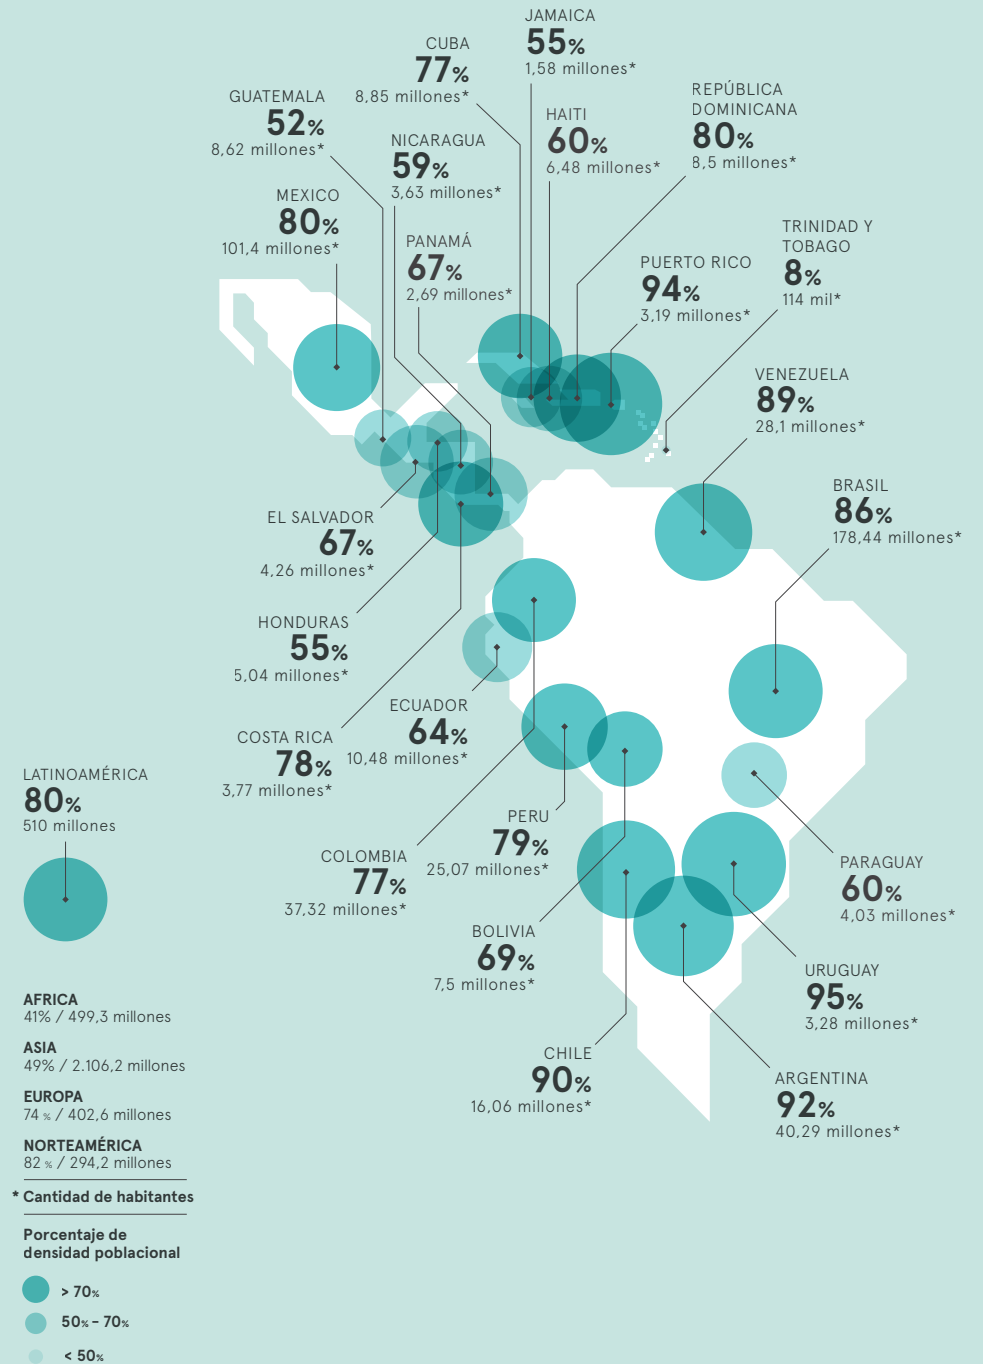 JAMAICA
55%
1,58 millones*
CUBA
77%
8,85 millones*
GUATEMALA
52%
8,62 millones*
REPÚBLICA
DOMINICANA
80%
8,5 millones*
HAITI
60%
6,48 millones*
NICARAGUA
59%
3,63 millones*
MEXICO
80%
101,4 millones*
PANAMÁ
67%
2,69 millones*
TRINIDAD Y
TOBAGO
8%
114 mil*
PUERTO RICO
94%
3,19 millones*
VENEZUELA
89%
28,1 millones*
BRASIL
86%
178,44 millones*
EL SALVADOR
67%
4,26 millones*
HONDURAS
55%
5,04 millones*
ECUADOR
64%
10,48 millones*
COSTA RICA
78%
3,77 millones*
LATINOAMÉRICA
80%
510 millones
PERU
79%
25,07 millones*
COLOMBIA
77%
37,32 millones*
PARAGUAY
60%
4,03 millones*
BOLIVIA
69%
7,5 millones*
URUGUAY
95%
3,28 millones*
CHILE
90%
16,06 millones*
ARGENTINA
92%
40,29 millones*
AFRICA
41% / 499,3 millones
ASIA
49% / 2.106,2 millones
EUROPA
74 % / 402,6 millones
NORTEAMÉRICA
82 % / 294,2 millones
* Cantidad de habitantes
Porcentaje de
densidad poblacional
> 70%
50% - 70%
< 50%